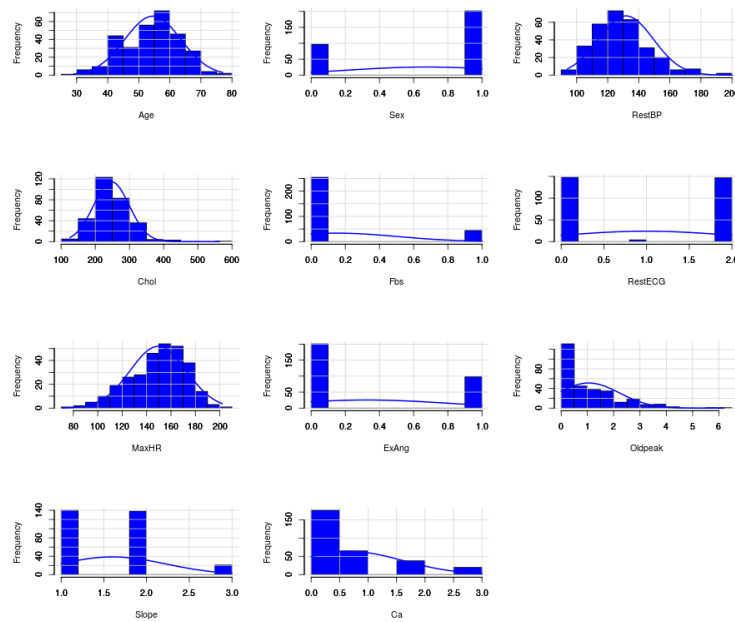 Frequency
0 20 40 60
30 40 50 60 70 80
Age
Frequency
0 50 150
0.0 0.2 0.4 0.6 0.8 1.0
Sex
Frequency
0 20 40 60
100 120 140 160 180 200
RestBP
Frequency
0 40 80 120
100 200 300 400 500 600
Chol
Frequency
0 50 100 200
0.0 0.2 0.4 0.6 0.8 1.0
Fbs
Frequency
0 50 100 150
0.0 0.5 1.0 1.5 2.0
RestECG
Frequency
0 20 40
80 100 120 140 160 180 200
MaxHR
Frequency
0 50 150
0.0 0.2 0.4 0.6 0.8 1.0
ExAng
Frequency
0 20 40 80
0 1 2 3 4 5 6
Oldpeak
Frequency
0 40 80 140
1.0 1.5 2.0 2.5 3.0
Slope
Frequency
0 50 150
0.0 0.5 1.0 1.5 2.0 2.5 3.0
Ca